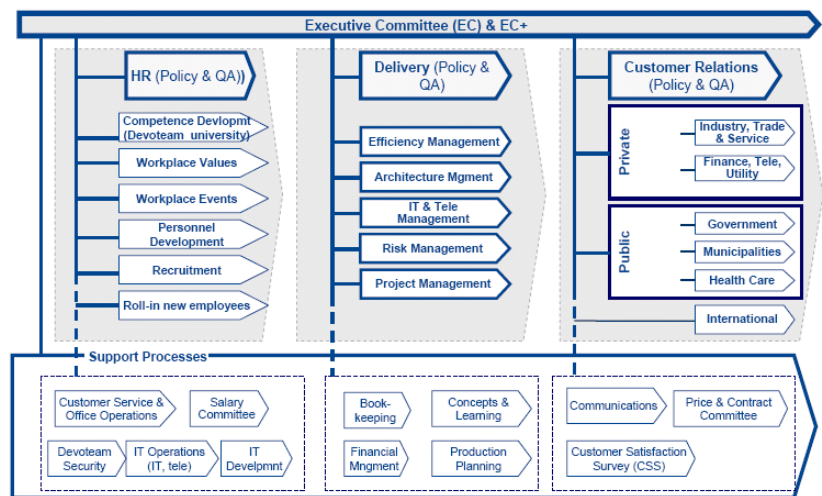 Executive Committee (EC) & EC+
HR (Policy & QA))
Competence Devlopmt
(Devoteam university)
Workplace Values
Workplace Events
Personnel
Development
Recruitment
Roll-in new employees
Delivery (Policy &
QA)
Efficiency Management
Architecture Mgment
IT & Tele
Management
Risk Management
Project Management
Customer Relations
(Policy & QA)
Private
Industry, Trade
& Service
Finance, Tele,
Utility
Public
Government
Municipalities
Health Care
International
Support Processes
Customer Service &
Office Operations
Salary
Committee
Devoteam
Security
IT Operations
(IT, tele)
IT
Develpmnt
Book-
keeping
Concepts &
Learning
Financial
Mngment
Production
Planning
Communications
Price & Contract
Committee
Customer Satisfaction
Survey (CSS)